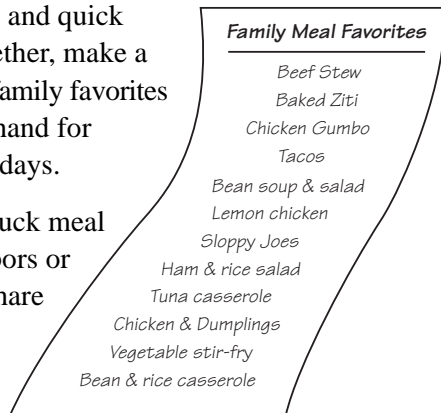 and quick
ether, make a
family favorites
hand for
days.
uck meal
ors or
hare
Family Meal Favorites
Beef Stew
Baked Ziti
Chicken Gumbo
Tacos
Bean soup & salad
Lemon chicken
Sloppy Joes
Ham & rice salad
Tuna casserole
Chicken & Dumplings
Vegetable stir-fry
Bean & rice casserole